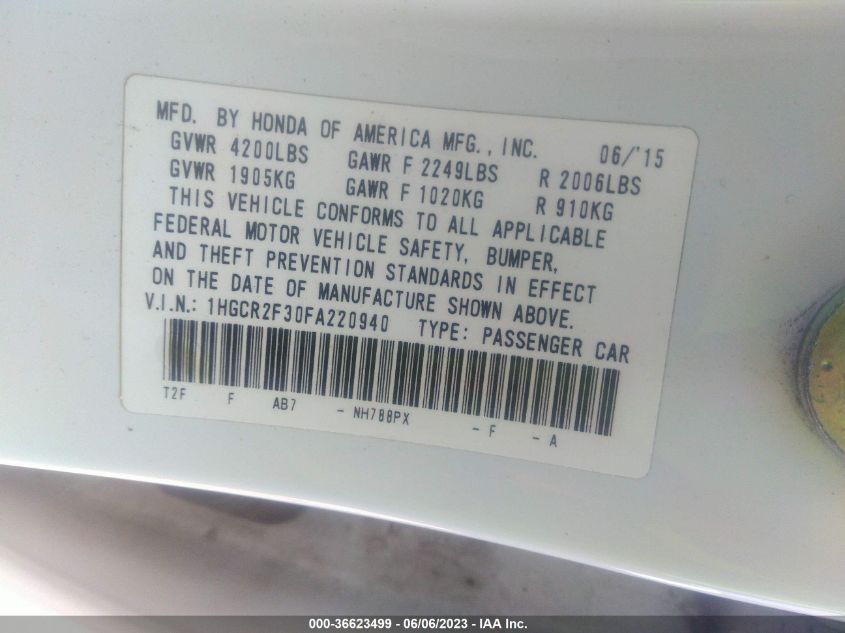 MFD. BY HONDA OF AMERICA MFG., INC. 06/'15
GVWR 4200LBS GAWR F 2249LBS R 2006LBS
GVWR 1905KG GAWR F 1020KG R 910KG
THIS VEHICLE CONFORMS TO ALL APPLICABLE
FEDERAL MOTOR VEHICLE SAFETY, BUMPER,
AND THEFT PREVENTION STANDARDS IN EFFECT
ON THE DATE OF MANUFACTURE SHOWN ABOVE.
V.I.N.: 1HGCR2F30FA220940 TYPE: PASSENGER CAR
T2F F AB7 - NH788PX - F - A
000-36623499 - 06/06/2023 - IAA Inc.